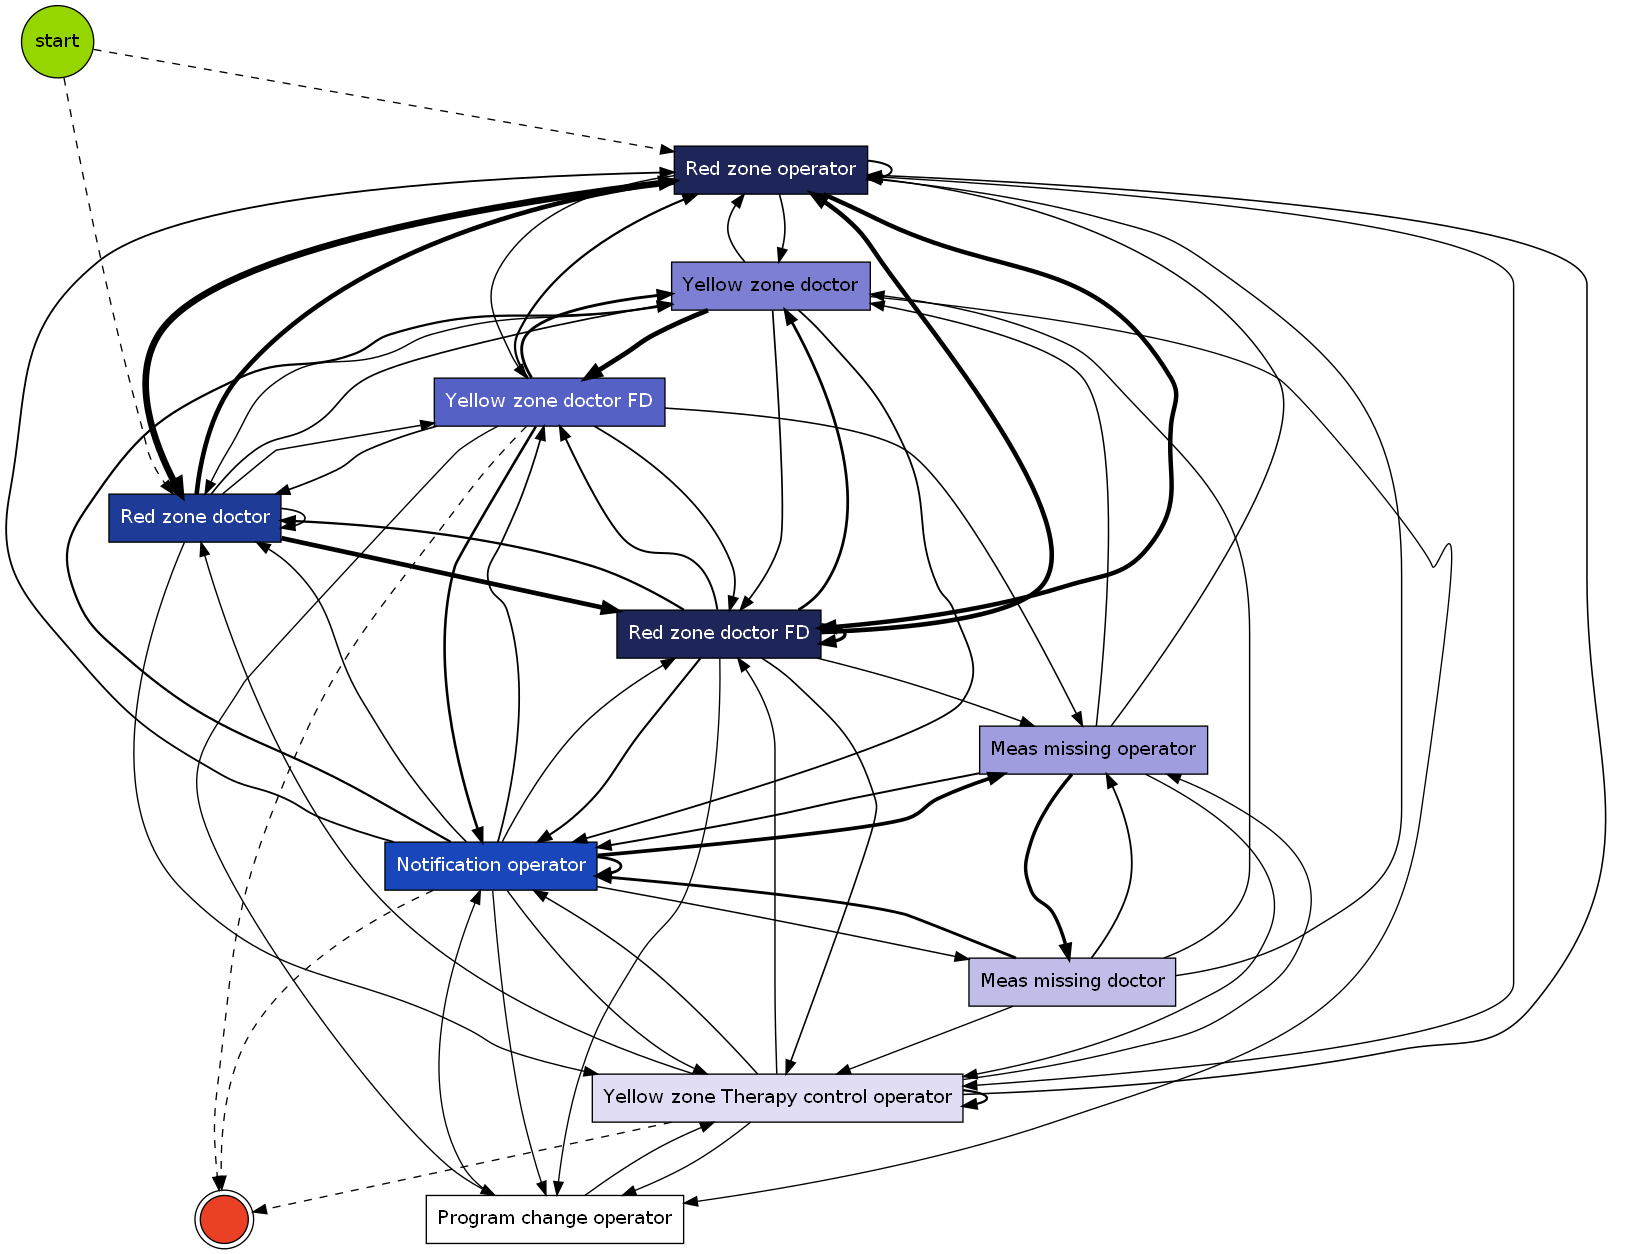 start
Red zone operator
Yellow zone doctor
Yellow zone doctor FD
Red zone doctor
Red zone doctor FD
Meas missing operator
Notification operator
Meas missing doctor
Yellow zone Therapy control operator
Program change operator